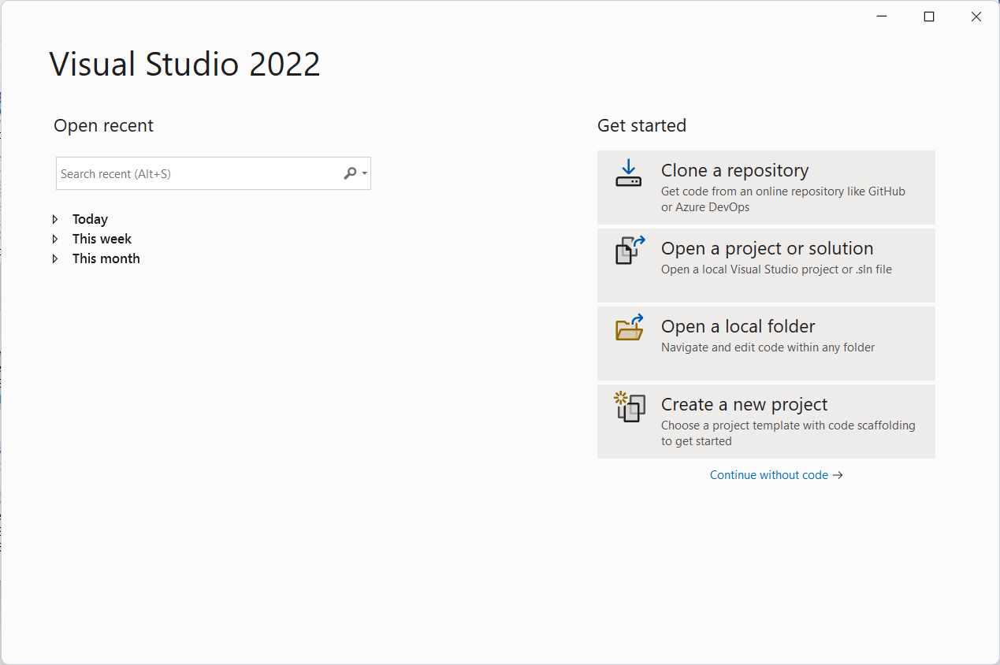 Visual Studio 2022
Open recent
Search recent (Alt+S)
Today
This week
This month
Get started
Clone a repository
Get code from an online repository like GitHub
or Azure DevOps
Open a project or solution
Open a local Visual Studio project or .sln file
Open a local folder
Navigate and edit code within any folder
Create a new project
Choose a project template with code scaffolding
to get started
Continue without code →